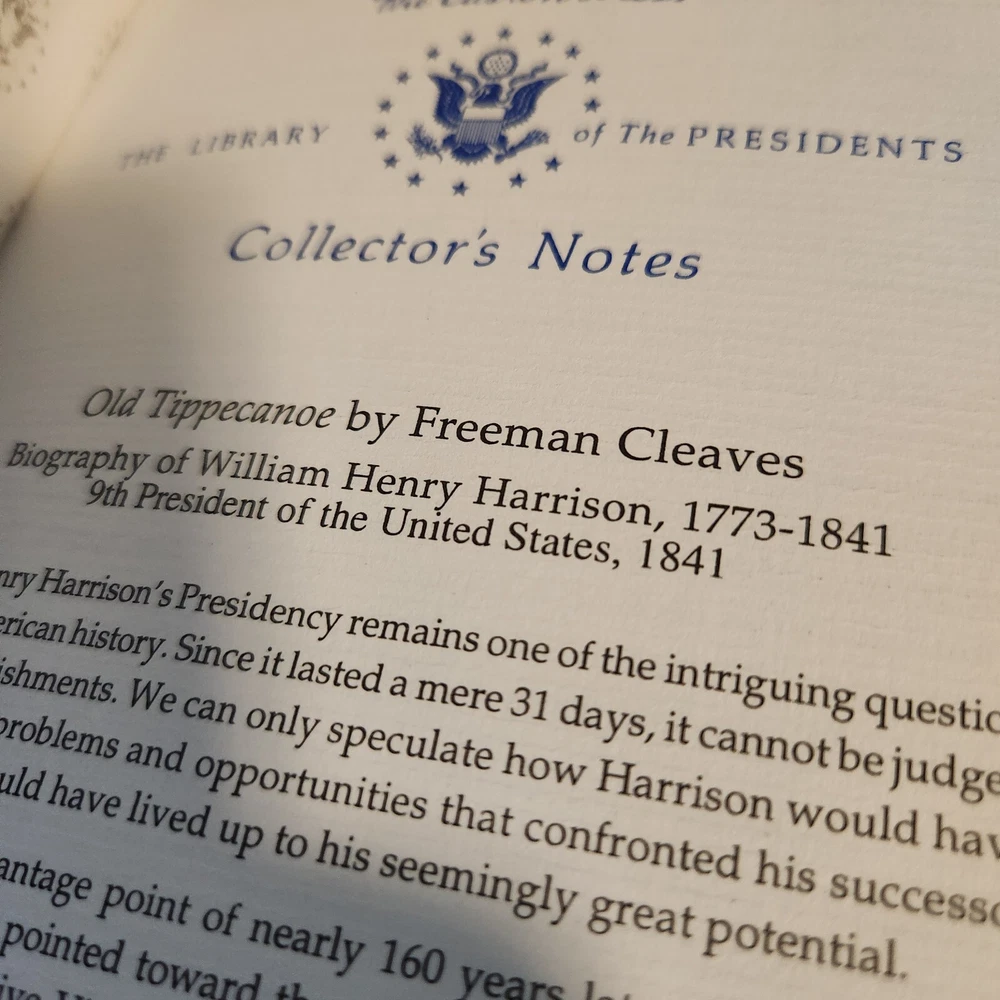 THE LIBRARY of The PRESIDENTS
Collector's Notes
Old Tippecanoe by Freeman Cleaves
Biography of William Henry Harrison, 1773-1841
9th President of the United States, 1841
nry Harrison's Presidency remains one of the intriguing questio
erican history. Since it lasted a mere 31 days, it cannot be judge
ishments. We can only speculate how Harrison would hav
problems and opportunities that confronted his successo
uld have lived up to his seemingly great potential.
antage point of nearly 160 years
pointed toward